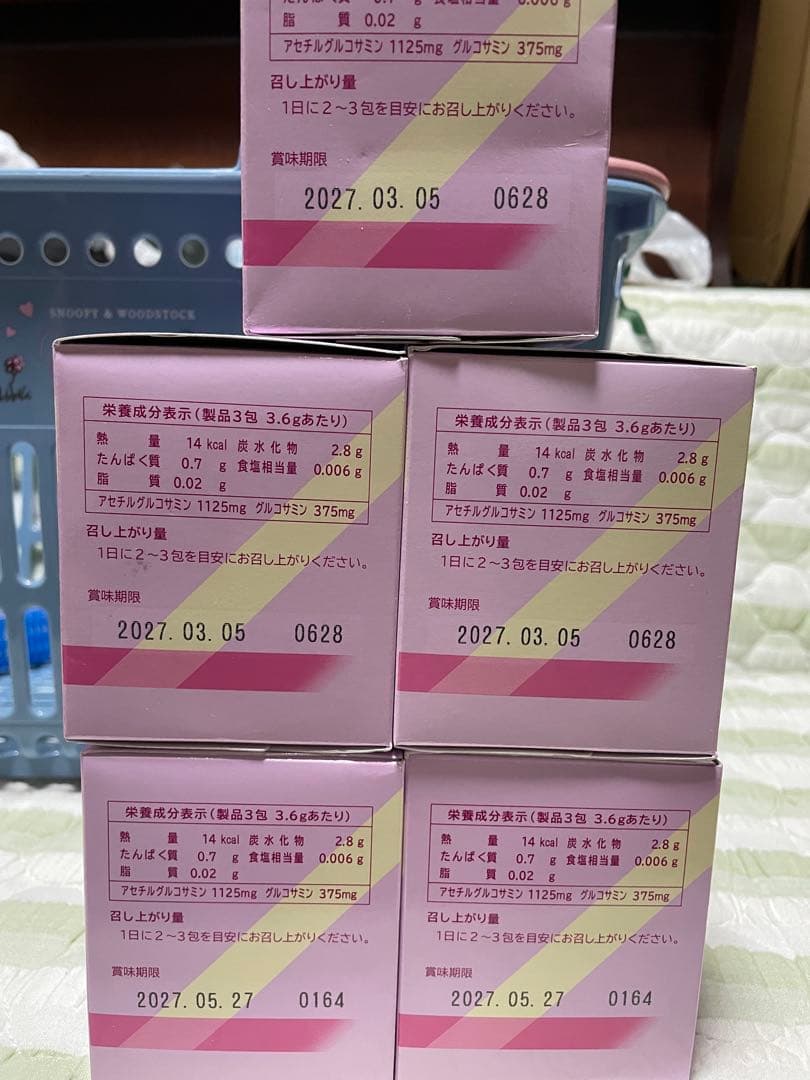 脂 質 0.02 g
アセチルグルコサミン 1125mg グルコサミン 375mg
召し上がり量
1日に2～3包を目安にお召し上がりください。
賞味期限
2027.03.05 0628
SNOOPY & WOODSTOCK
栄養成分表示(製品3包 3.6gあたり)
熱 量 14 kcal 炭水化物 2.8 g
たんぱく質 0.7 g 食塩相当量 0.006 g
脂 質 0.02 g
アセチルグルコサミン 1125mg グルコサミン 375mg
召し上がり量
1日に2～3包を目安にお召し上がりください。
賞味期限
2027.03.05 0628
栄養成分表示(製品3包 3.6gあたり)
熱 量 14 kcal 炭水化物 2.8 g
たんぱく質 0.7 g 食塩相当量 0.006 g
脂 質 0.02 g
アセチルグルコサミン 1125mg グルコサミン 375mg
召し上がり量
1日に2～3包を目安にお召し上がりください。
賞味期限
2027.03.05 0628
栄養成分表示(製品3包 3.6gあたり)
熱 量 14 kcal 炭水化物 2.8 g
たんぱく質 0.7 g 食塩相当量 0.006 g
脂 質 0.02 g
アセチルグルコサミン 1125mg グルコサミン 375mg
召し上がり量
1日に2～3包を目安にお召し上がりください。
賞味期限
2027.05.27 0164
栄養成分表示(製品3包 3.6gあたり)
熱 量 14 kcal 炭水化物 2.8 g
たんぱく質 0.7 g 食塩相当量 0.006 g
脂 質 0.02 g
アセチルグルコサミン 1125mg グルコサミン 375mg
召し上がり量
1日に2～3包を目安にお召し上がりください。
賞味期限
2027.05.27 0164